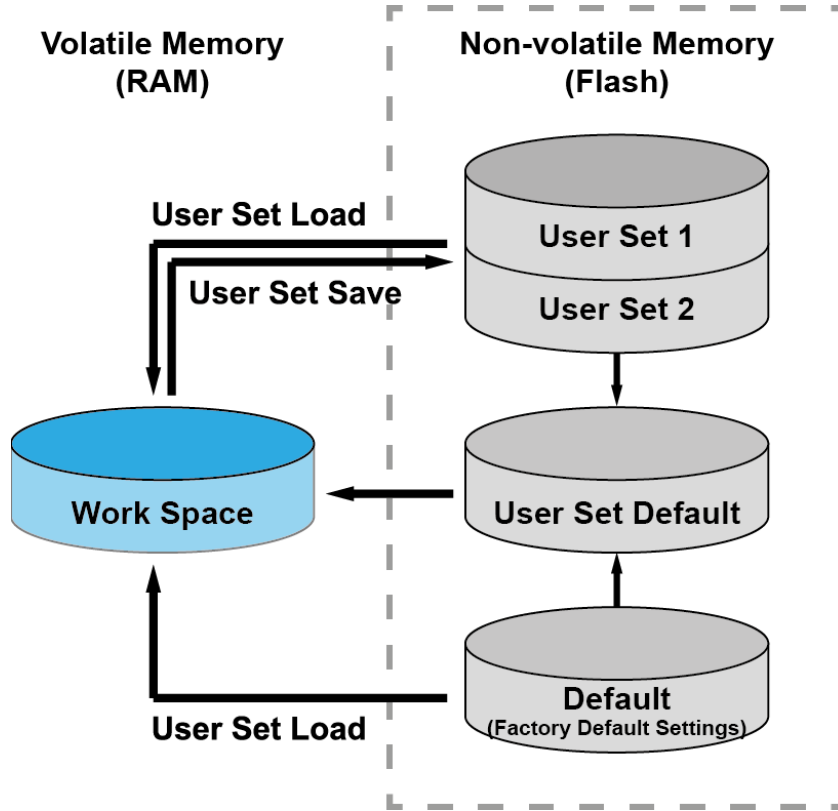 Volatile Memory
(RAM)
Non-volatile Memory
(Flash)
User Set Load
User Set Save
User Set 1
User Set 2
Work Space
User Set Default
Default
(Factory Default Settings)
User Set Load